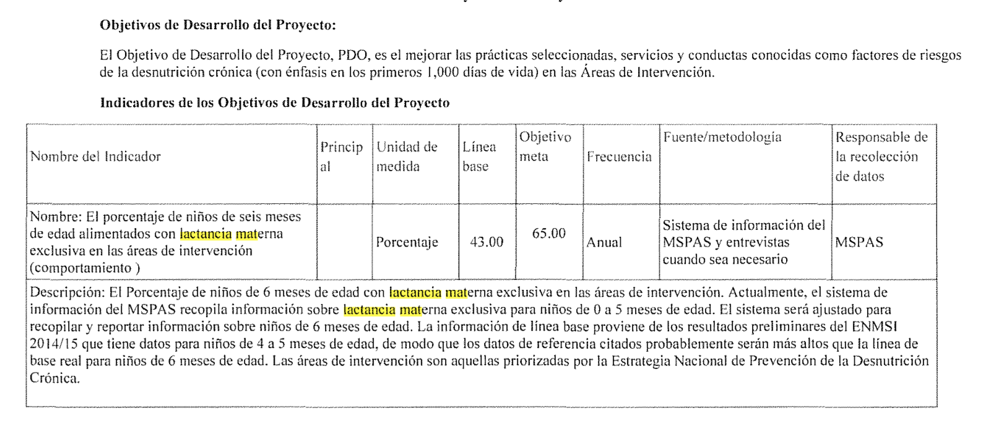 Objetivos de Desarrollo del Proyecto:
El Objetivo de Desarrollo del Proyecto, PDO, es el mejorar las prácticas seleccionadas, servicios y conductas conocidas como factores de riesgos
de la desnutrición crónica (con énfasis en los primeros 1,000 días de vida) en las Áreas de Intervención.
Indicadores de los Objetivos de Desarrollo del Proyecto
Nombre del Indicador
Princip
al
Unidad de
medida
Línea
base
Objetivo
meta
Frecuencia
Fuente/metodología
Responsable de
la recolección
de datos
Nombre: El porcentaje de niños de seis meses
de edad alimentados con lactancia materna
exclusiva en las áreas de intervención
(comportamiento )
Porcentaje
43.00
65.00
Anual
Sistema de información del
MSPAS y entrevistas
cuando sea necesario
MSPAS
Descripción: El Porcentaje de niños de 6 meses de edad con lactancia materna exclusiva en las áreas de intervención. Actualmente, el sistema de
información del MSPAS recopila información sobre lactancia materna exclusiva para niños de 0 a 5 meses de edad. El sistema será ajustado para
recopilar y reportar información sobre niños de 6 meses de edad. La información de línea base proviene de los resultados preliminares del ENMSI
2014/15 que tiene datos para niños de 4 a 5 meses de edad, de modo que los datos de referencia citados probablemente serán más altos que la línea de
base real para niños de 6 meses de edad. Las áreas de intervención son aquellas priorizadas por la Estrategia Nacional de Prevención de la Desnutrición
Crónica.